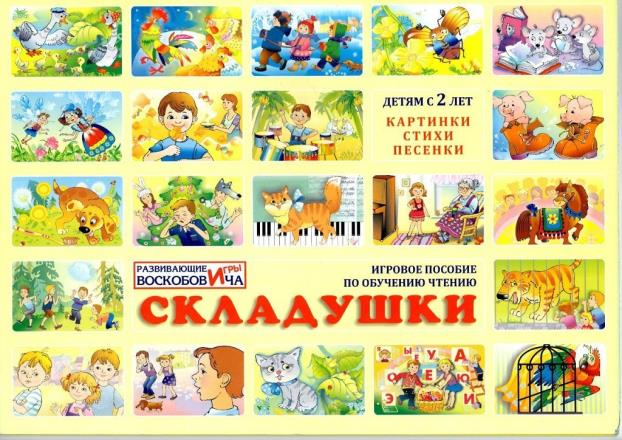 ДЕТЯМ С 2 ЛЕТ
КАРТИНКИ
СТИХИ
ПЕСЕНКИ
РАЗВИВАЮЩИЕ ИГРЫ
ВОСКОБОВИЧА
ИГРОВОЕ ПОСОБИЕ
ПО ОБУЧЕНИЮ ЧТЕНИЮ
СКЛАДУШКИ
Ы У А
О Е Ю
Э И